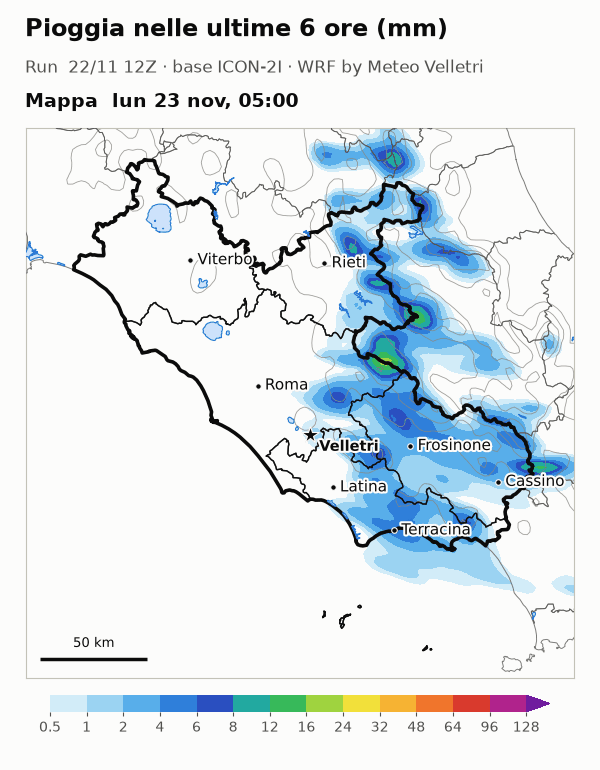 Pioggia nelle ultime 6 ore (mm)
Run  22/11 12Z · base ICON-2I · WRF by Meteo Velletri
Mappa  lun 23 nov, 05:00
Viterbo
Rieti
Roma
Velletri
Frosinone
Latina
Cassino
Terracina
50 km
0.5 1 2 4 6 8 12 16 24 32 48 64 96 128